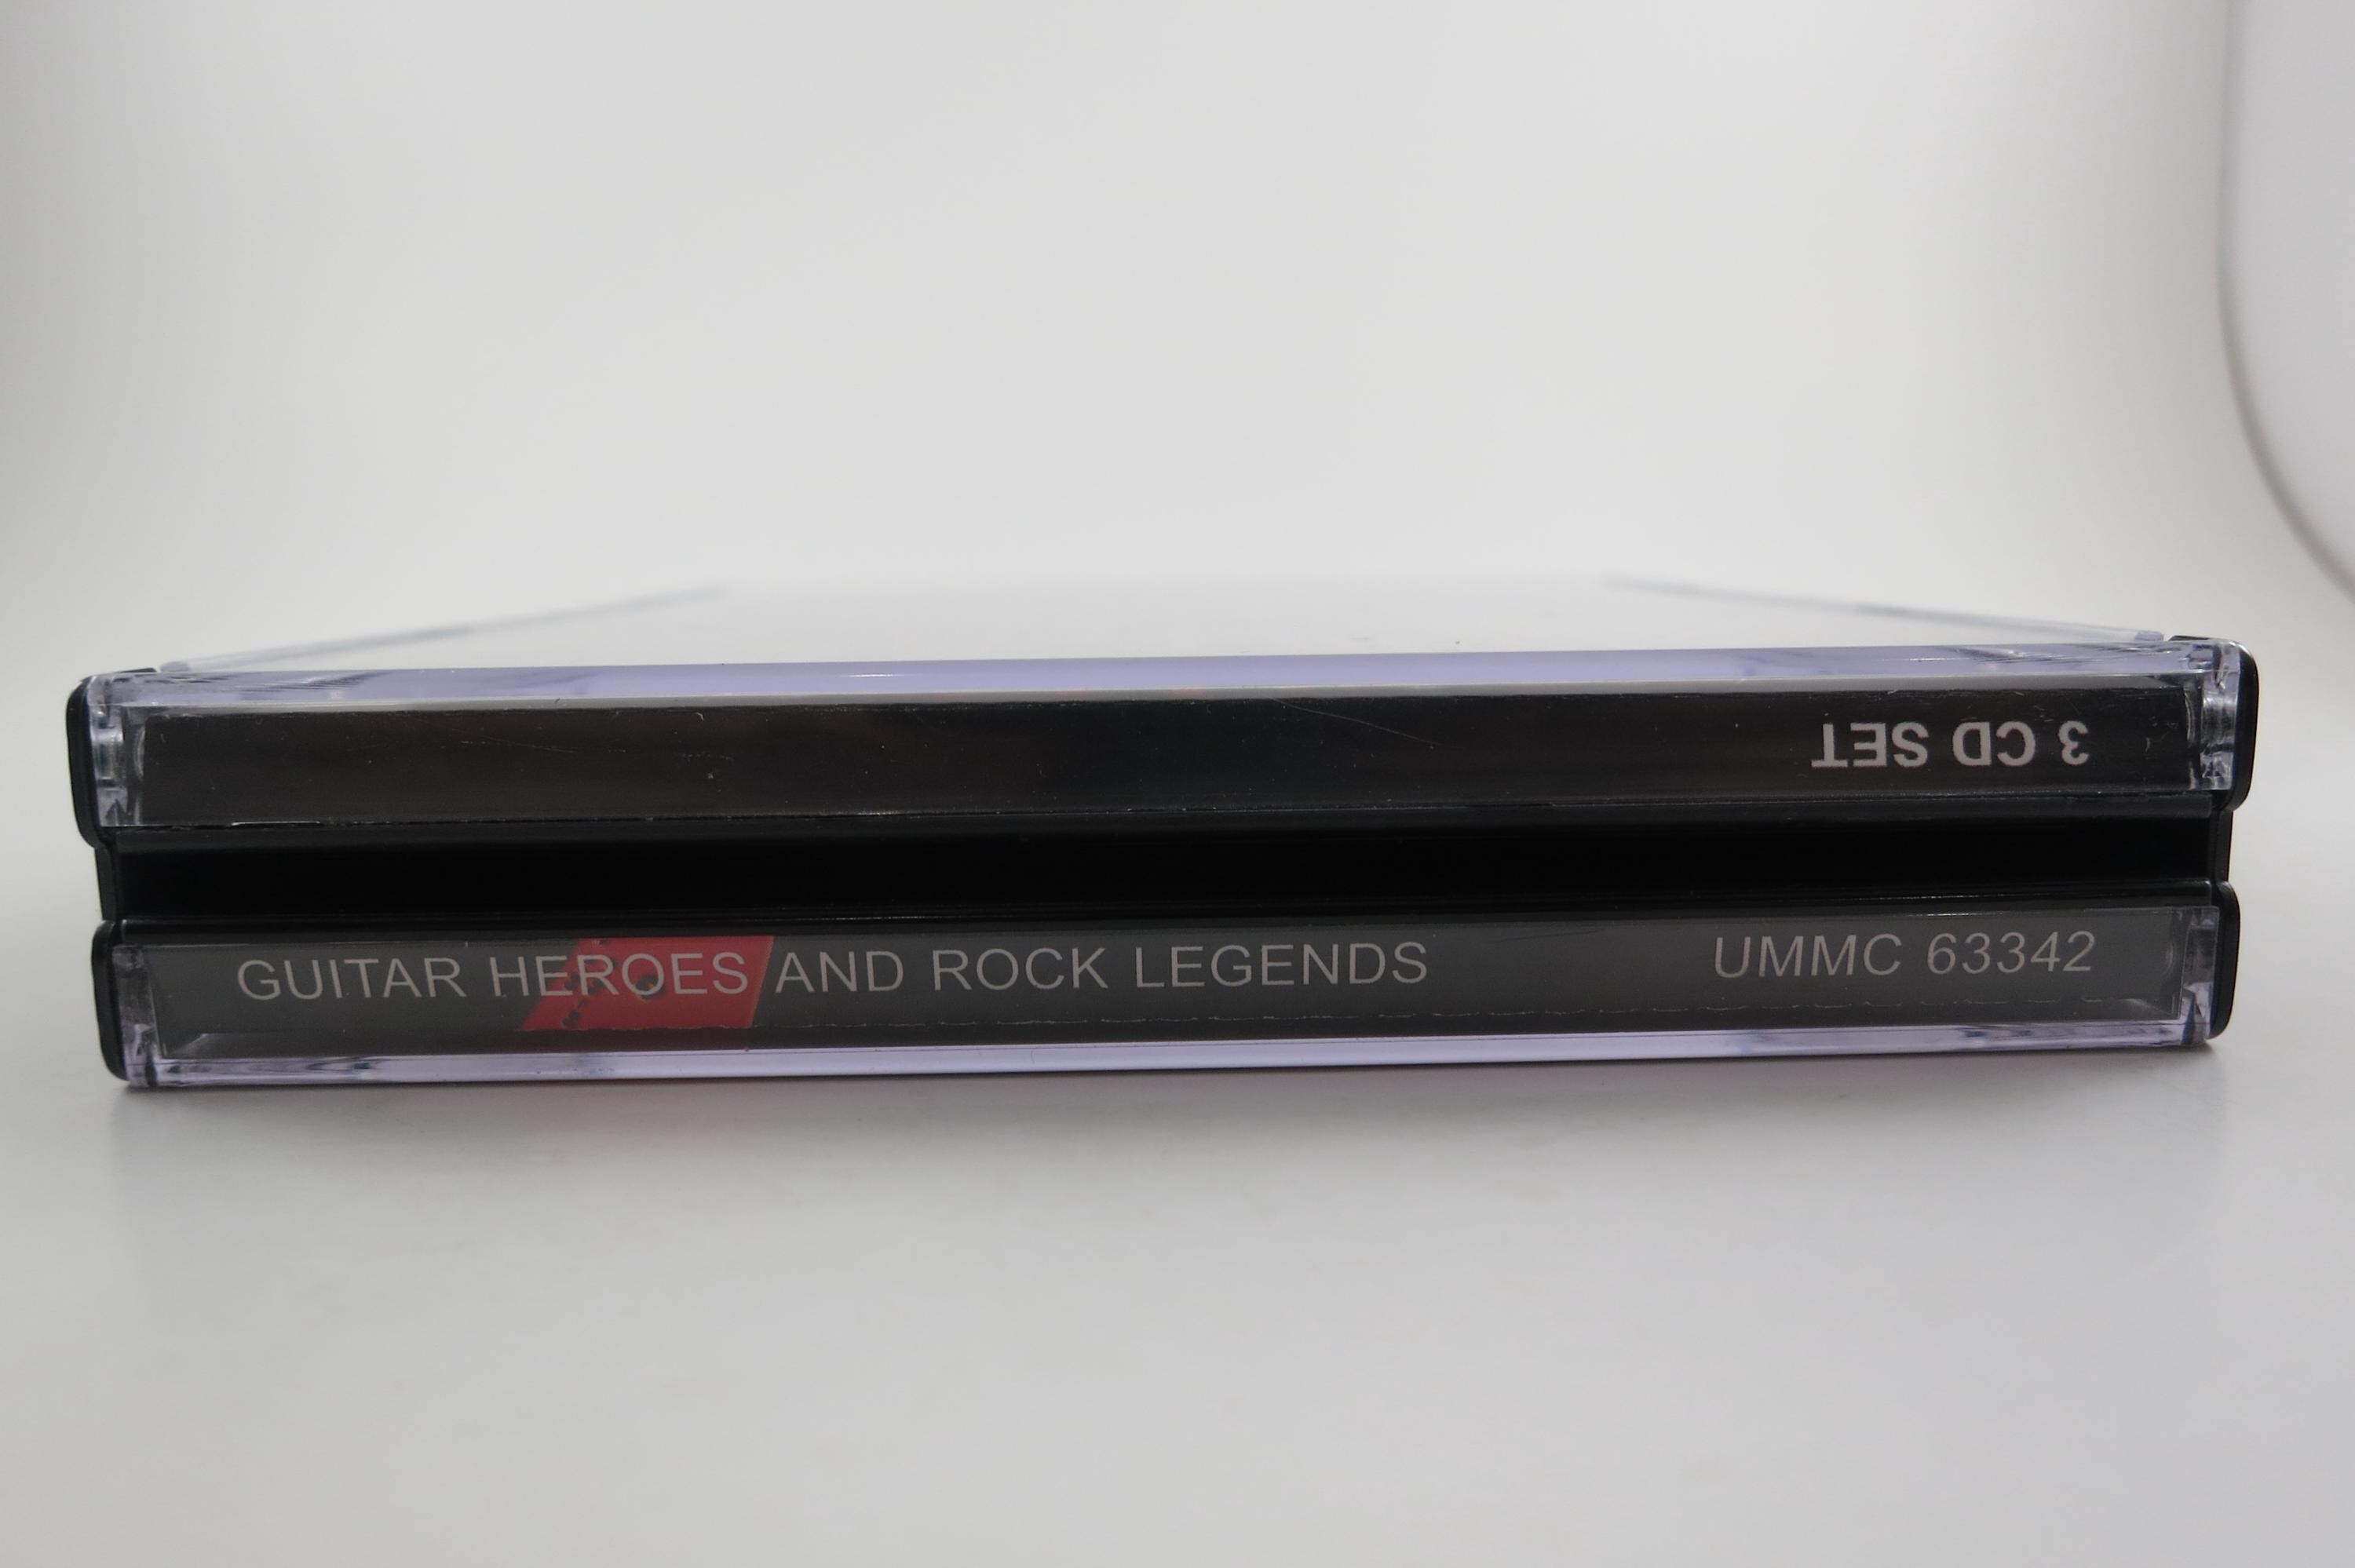 3 CD SET
GUITAR HEROES AND ROCK LEGENDS UMMC 63342